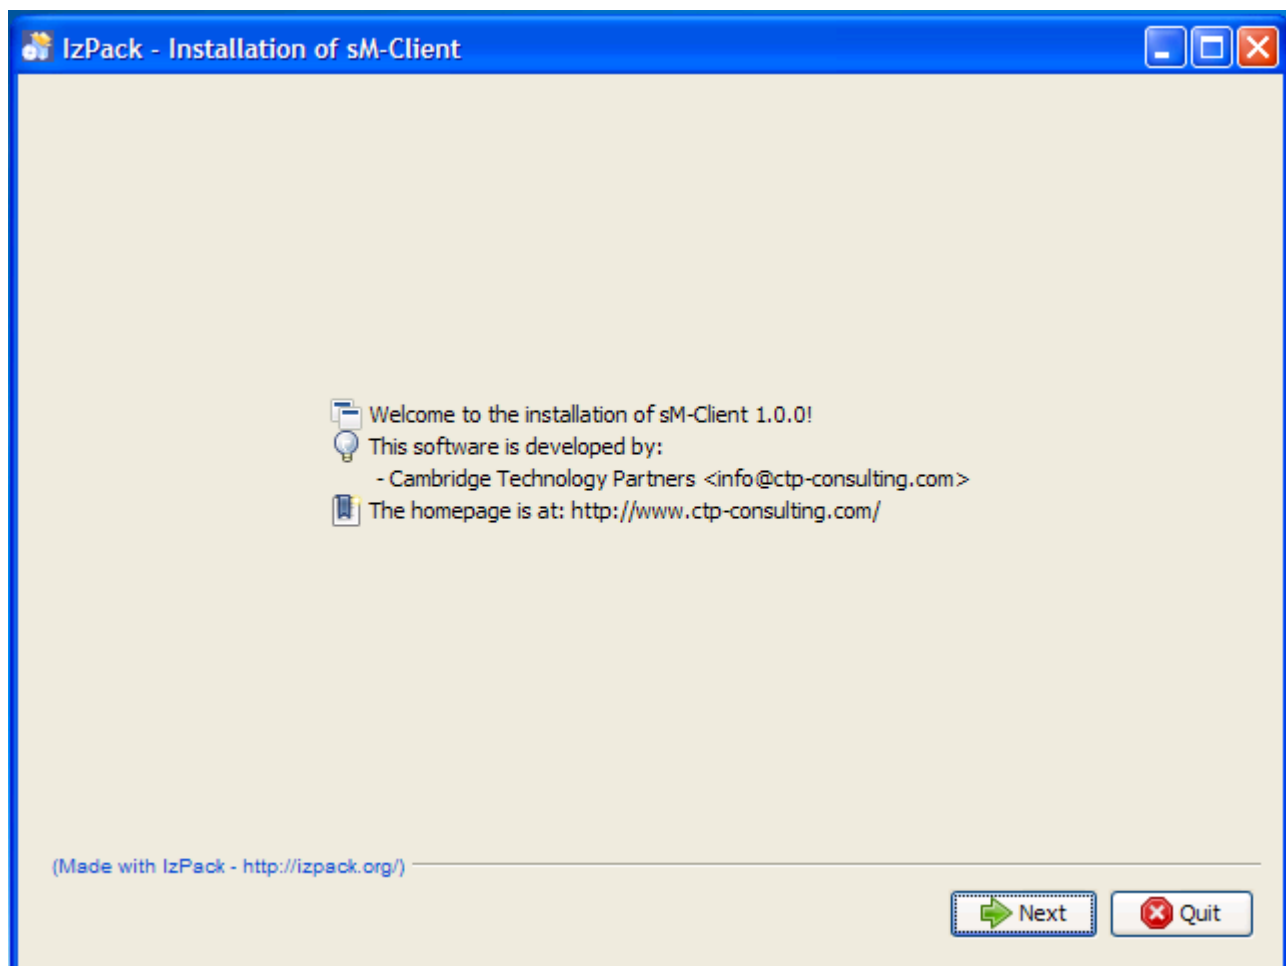 IzPack - Installation of sM-Client
Welcome to the installation of sM-Client 1.0.0!
This software is developed by:
- Cambridge Technology Partners <info@ctp-consulting.com>
The homepage is at: http://www.ctp-consulting.com/
(Made with IzPack - http://izpack.org/)
Next
Quit